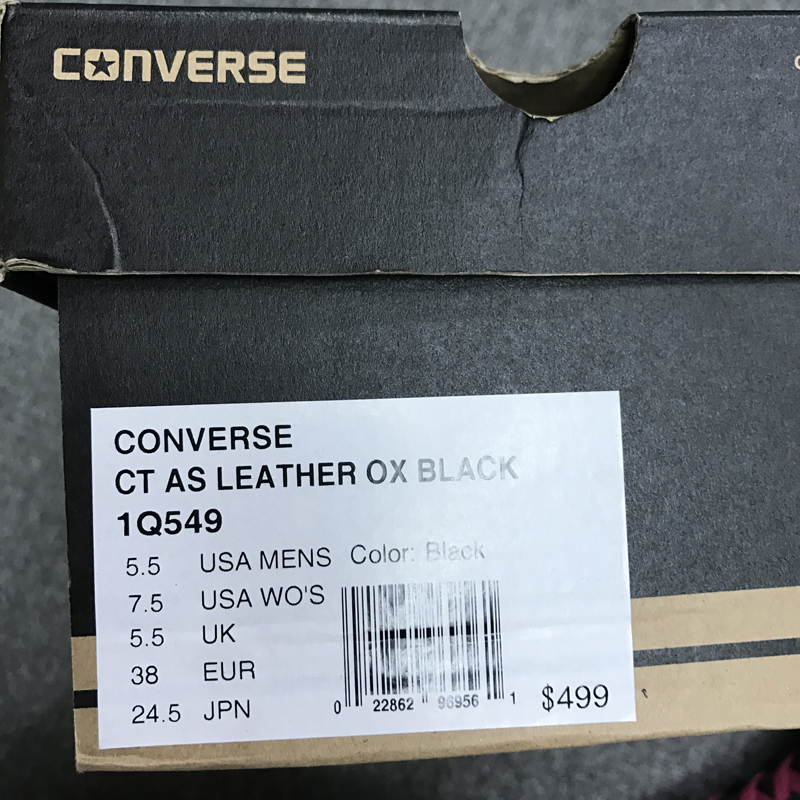 CONVERSE
CONVERSE
CT AS LEATHER OX BLACK
1Q549
5.5 USA MENS Color: Black
7.5 USA WO'S
5.5 UK
38 EUR
24.5 JPN
0 22862 96956 1 $499